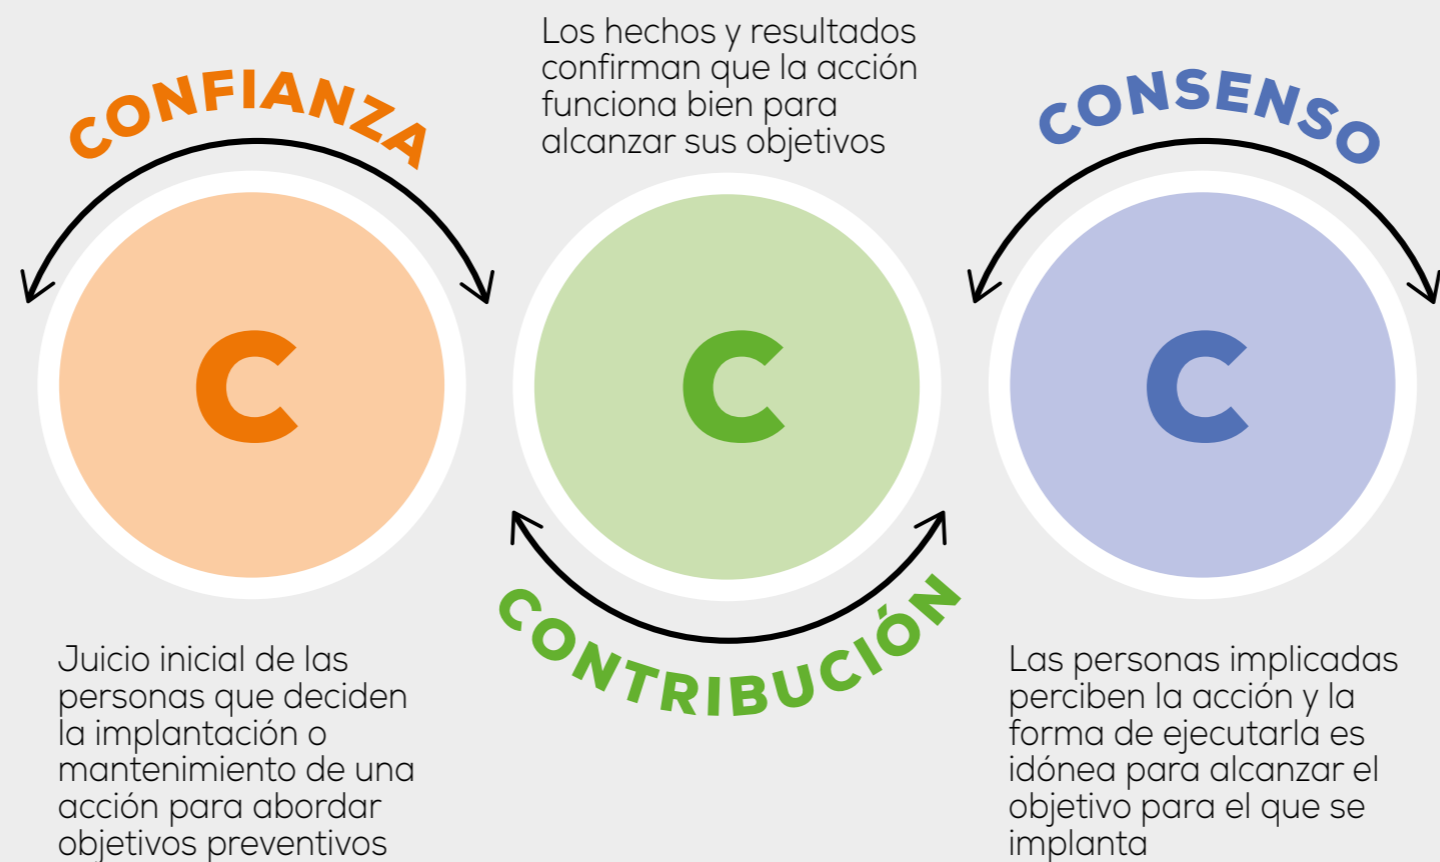 CONFIANZA
C
Juicio inicial de las
personas que deciden
la implantación o
mantenimiento de una
acción para abordar
objetivos preventivos
Los hechos y resultados
confirman que la acción
funciona bien para
alcanzar sus objetivos
C
CONTRIBUCIÓN
CONSENSO
C
Las personas implicadas
perciben la acción y la
forma de ejecutarla es
idónea para alcanzar el
objetivo para el que se
implanta